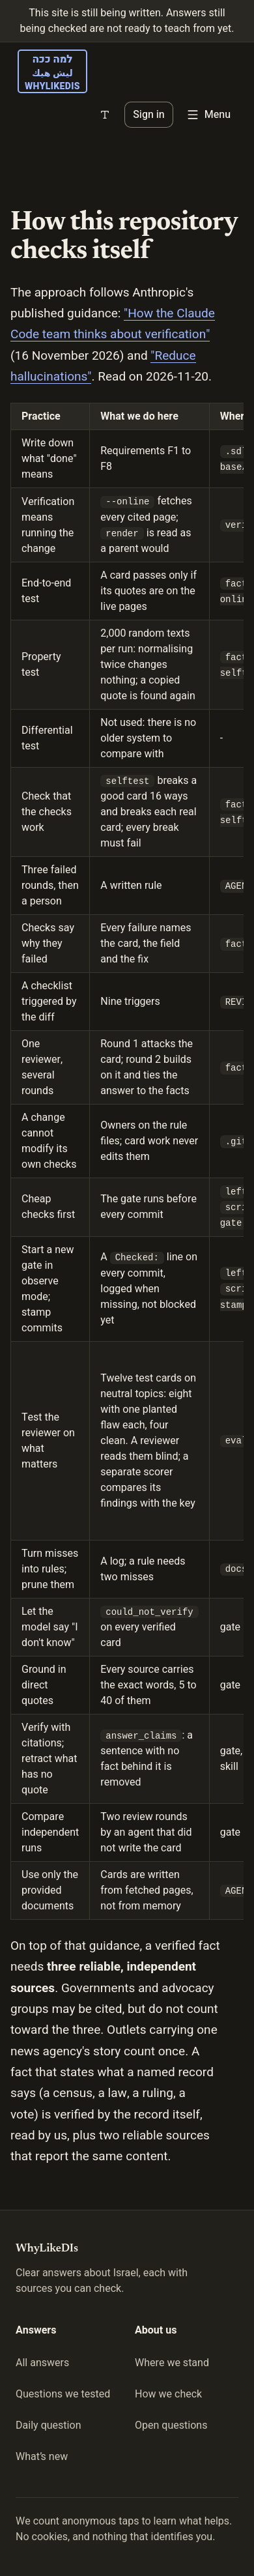 This site is still being written. Answers still
being checked are not ready to teach from yet.
למה ככה
ليش هيك
WHYLIKEDIS
T
Sign in
Menu
How this repository
checks itself
The approach follows Anthropic's
published guidance: "How the Claude
Code team thinks about verification"
(16 November 2026) and "Reduce
hallucinations". Read on 2026-11-20.
Practice What we do here Wher
Write down
what "done"
means
Requirements F1 to
F8
.sd
base.
Verification
means
running the
change
--online fetches
every cited page;
render is read as
a parent would
veri
End-to-end
test
A card passes only if
its quotes are on the
live pages
fact
onlin
Property
test
2,000 random texts
per run: normalising
twice changes
nothing; a copied
quote is found again
fact
selft
Differential
test
Not used: there is no
older system to
compare with
-
Check that
the checks
work
selftest breaks a
good card 16 ways
and breaks each real
card; every break
must fail
fact
selft
Three failed
rounds, then
a person
A written rule
AGEN
Checks say
why they
failed
Every failure names
the card, the field
and the fix
fact
A checklist
triggered by
the diff
Nine triggers
REVI
One
reviewer,
several
rounds
Round 1 attacks the
card; round 2 builds
on it and ties the
answer to the facts
fact
A change
cannot
modify its
own checks
Owners on the rule
files; card work never
edits them
.git
Cheap
checks first
The gate runs before
every commit
left
scri
gate
Start a new
gate in
observe
mode;
stamp
commits
A Checked: line on
every commit,
logged when
missing, not blocked
yet
left
scri
stamp
Test the
reviewer on
what
matters
Twelve test cards on
neutral topics: eight
with one planted
flaw each, four
clean. A reviewer
reads them blind; a
separate scorer
compares its
findings with the key
eval
Turn misses
into rules;
prune them
A log; a rule needs
two misses
docs
Let the
model say "I
don't know"
could_not_verify
on every verified
card
gate
Ground in
direct
quotes
Every source carries
the exact words, 5 to
40 of them
gate
Verify with
citations;
retract what
has no
quote
answer_claims: a
sentence with no
fact behind it is
removed
gate,
skill
Compare
independent
runs
Two review rounds
by an agent that did
not write the card
gate
Use only the
provided
documents
Cards are written
from fetched pages,
not from memory
AGEN
On top of that guidance, a verified fact
needs three reliable, independent
sources. Governments and advocacy
groups may be cited, but do not count
toward the three. Outlets carrying one
news agency's story count once. A
fact that states what a named record
says (a census, a law, a ruling, a
vote) is verified by the record itself,
read by us, plus two reliable sources
that report the same content.
WhyLikeDIs
Clear answers about Israel, each with
sources you can check.
Answers
All answers
Questions we tested
Daily question
What's new
About us
Where we stand
How we check
Open questions
We count anonymous taps to learn what helps.
No cookies, and nothing that identifies you.